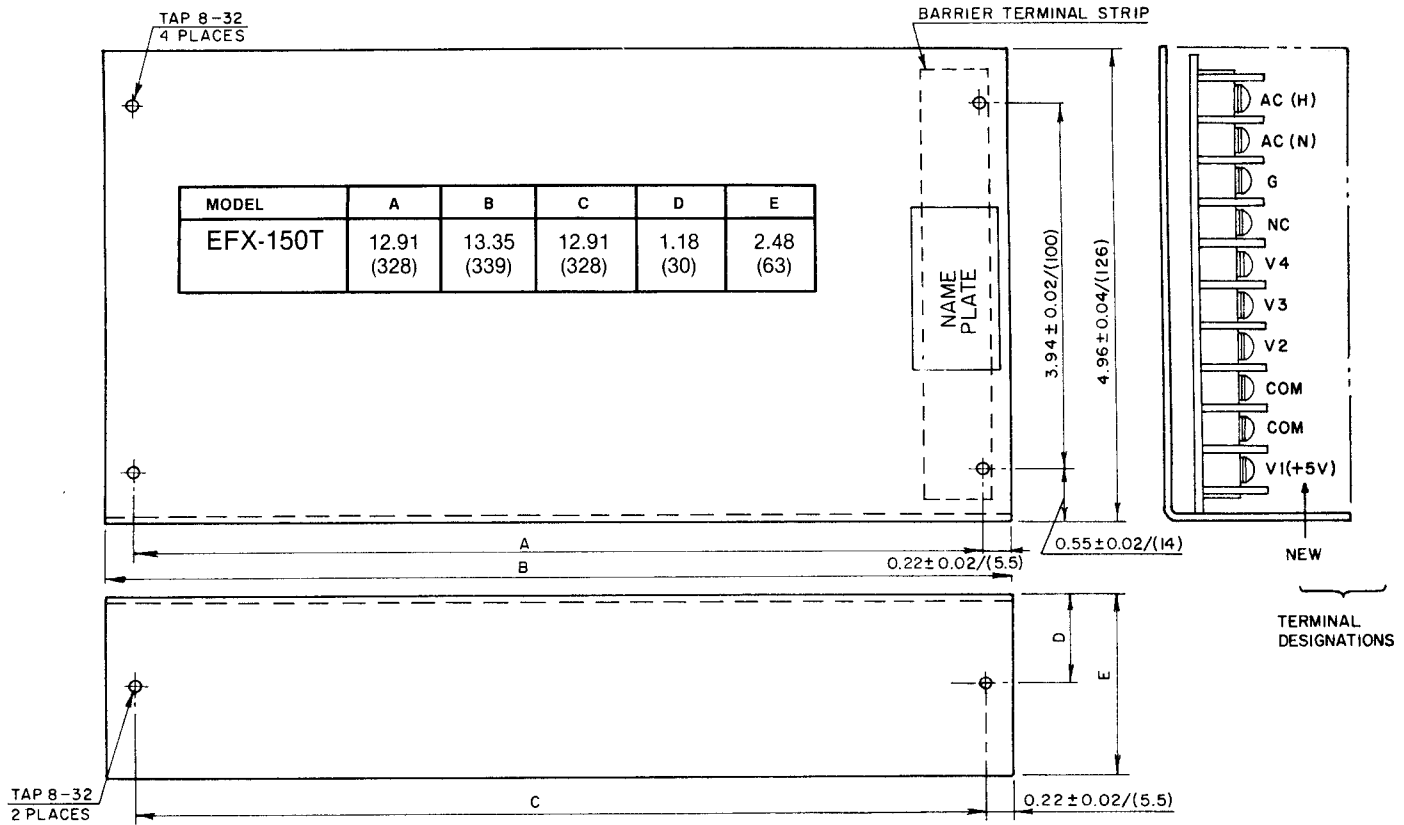 TAP 8-32
4 PLACES
BARRIER TERMINAL STRIP
MODEL A B C D E
EFX-150T 12.91 13.35 12.91 1.18 2.48
(328) (339) (328) (30) (63)
NAME
PLATE
3.94±0.02/(100)
4.96±0.04/(126)
AC (H)
AC (N)
G
NC
V4
V3
V2
COM
COM
V1(+5V)
NEW
TERMINAL
DESIGNATIONS
A
0.22±0.02/(5.5)
0.55±0.02/(14)
B
D
E
TAP 8-32
2 PLACES
C
0.22±0.02/(5.5)